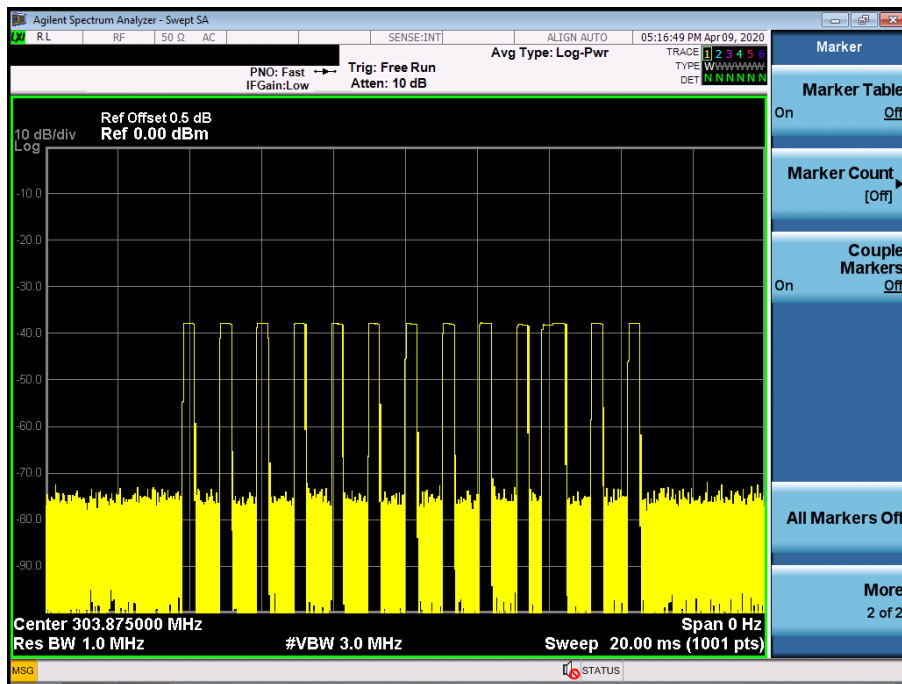 Agilent Spectrum Analyzer - Swept SA
LXI RL RF 50 Ω AC SENSE:INT ALIGN AUTO 05:16:49 PM Apr 09, 2020
Avg Type: Log-Pwr
TRACE 1 2 3 4 5 6
TYPE WWWWWW
DET N N N N N N
PNO: Fast
IFGain:Low
Trig: Free Run
Atten: 10 dB
Ref Offset 0.5 dB
Ref 0.00 dBm
10 dB/div
Log
-10.0
-20.0
-30.0
-40.0
-50.0
-60.0
-70.0
-80.0
-90.0
Center 303.875000 MHz Span 0 Hz
Res BW 1.0 MHz #VBW 3.0 MHz Sweep 20.00 ms (1001 pts)
MSG STATUS
Marker
Marker Table
On Off
Marker Count
[Off]
Couple
Markers
On Off
All Markers Off
More
2 of 2